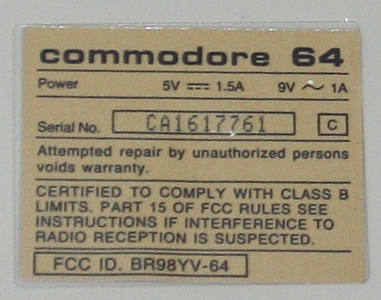 commodore 64
Power 5V ⎓ 1.5A 9V ~ 1A
Serial No. CA1617761 C
Attempted repair by unauthorized persons
voids warranty.
CERTIFIED TO COMPLY WITH CLASS B
LIMITS. PART 15 OF FCC RULES SEE
INSTRUCTIONS IF INTERFERENCE TO
RADIO RECEPTION IS SUSPECTED.
FCC ID. BR98YV-64